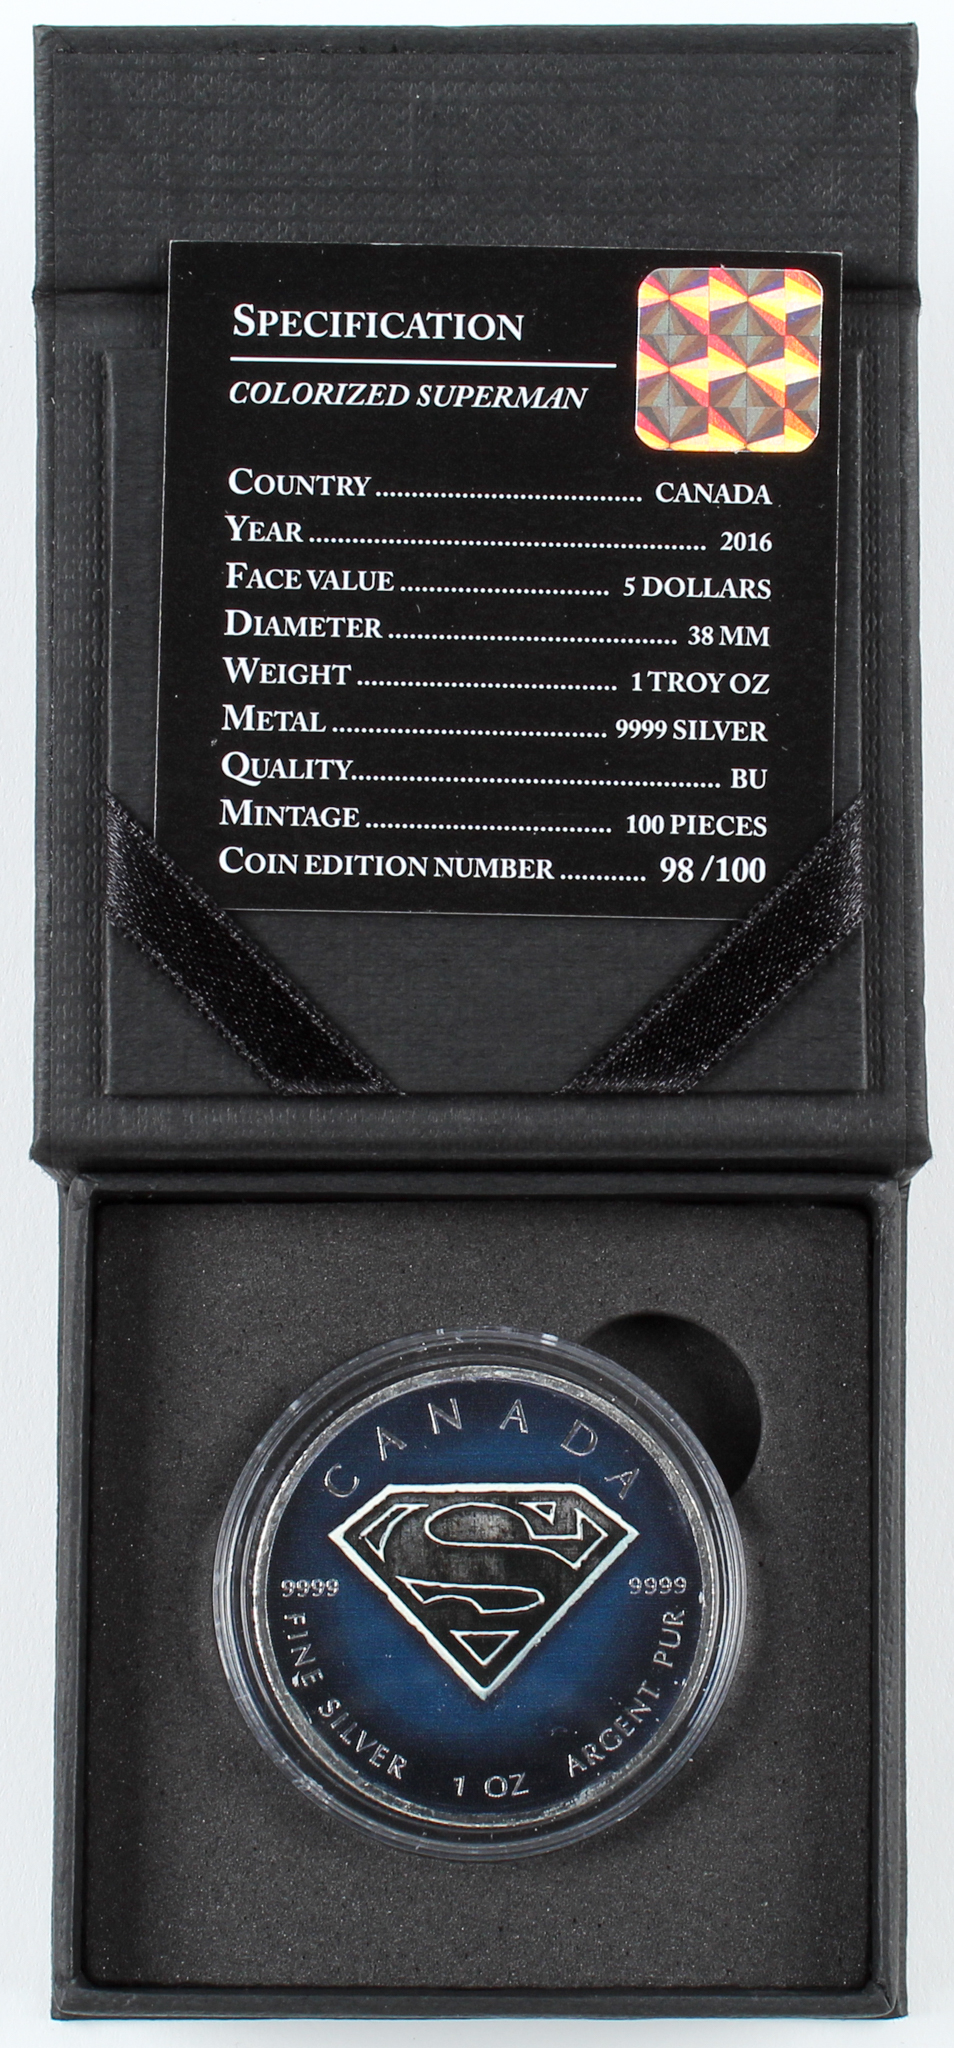 SPECIFICATION
COLORIZED SUPERMAN
COUNTRY........................................... CANADA
YEAR ................................................................ 2016
FACE VALUE .................................. 5 DOLLARS
DIAMETER ............................................... 38 MM
WEIGHT .......................................... 1 TROY OZ
METAL ............................................. 9999 SILVER
QUALITY............................................................ BU
MINTAGE ........................................ 100 PIECES
COIN EDITION NUMBER .............. 98 /100
CANADA
S
9999 9999
FINE SILVER 1 OZ ARGENT PUR